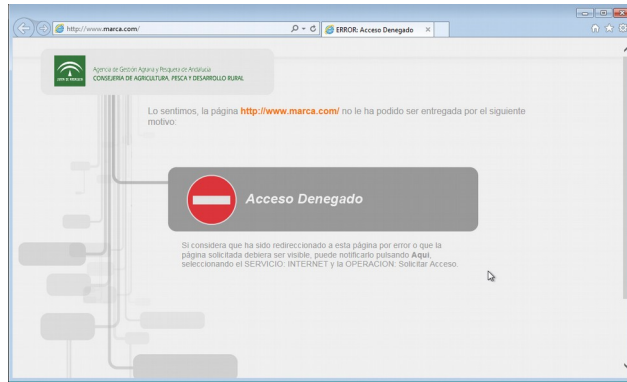 http://www.marca.com/
ERROR: Acceso Denegado
Agencia de Gestión Agraria y Pesquera de Andalucía
CONSEJERÍA DE AGRICULTURA, PESCA Y DESARROLLO RURAL
JUNTA DE ANDALUCIA
Lo sentimos, la página http://www.marca.com/ no le ha podido ser entregada por el siguiente
motivo:
Acceso Denegado
Si considera que ha sido redireccionado a esta página por error o que la
página solicitada debiera ser visible, puede notificarlo pulsando Aquí,
seleccionando el SERVICIO: INTERNET y la OPERACION: Solicitar Acceso.